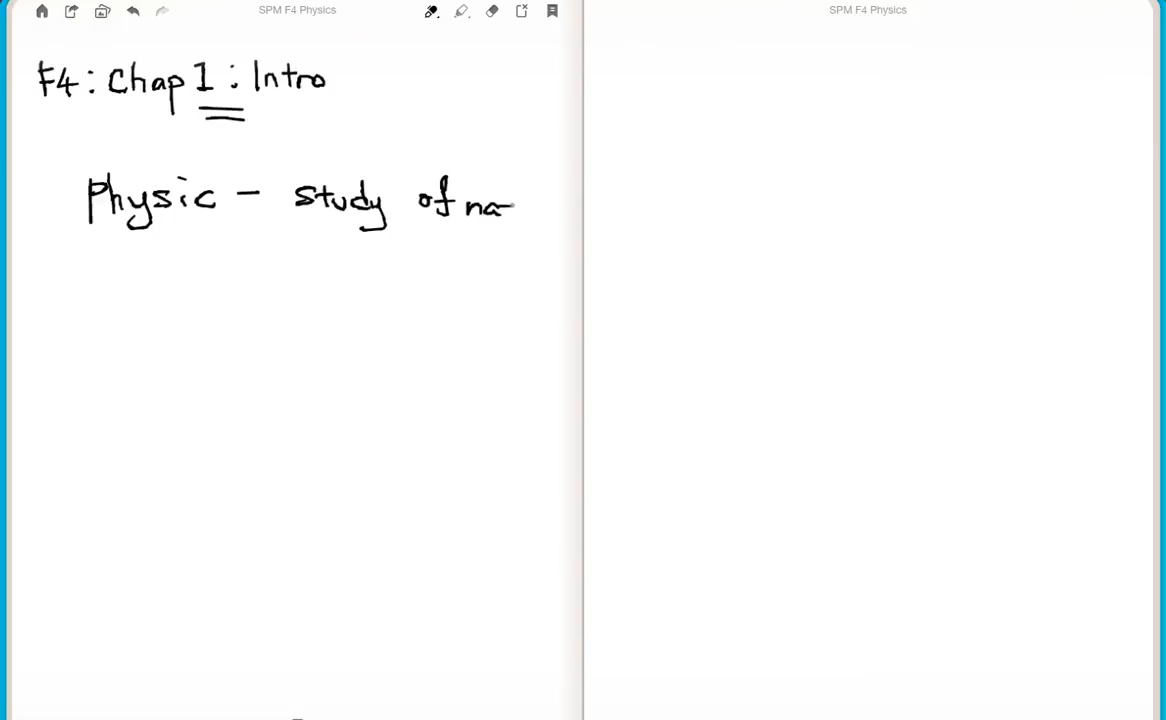 SPM F4 Physics
SPM F4 Physics
F4: Chap 1: Intro
Physic - study of na